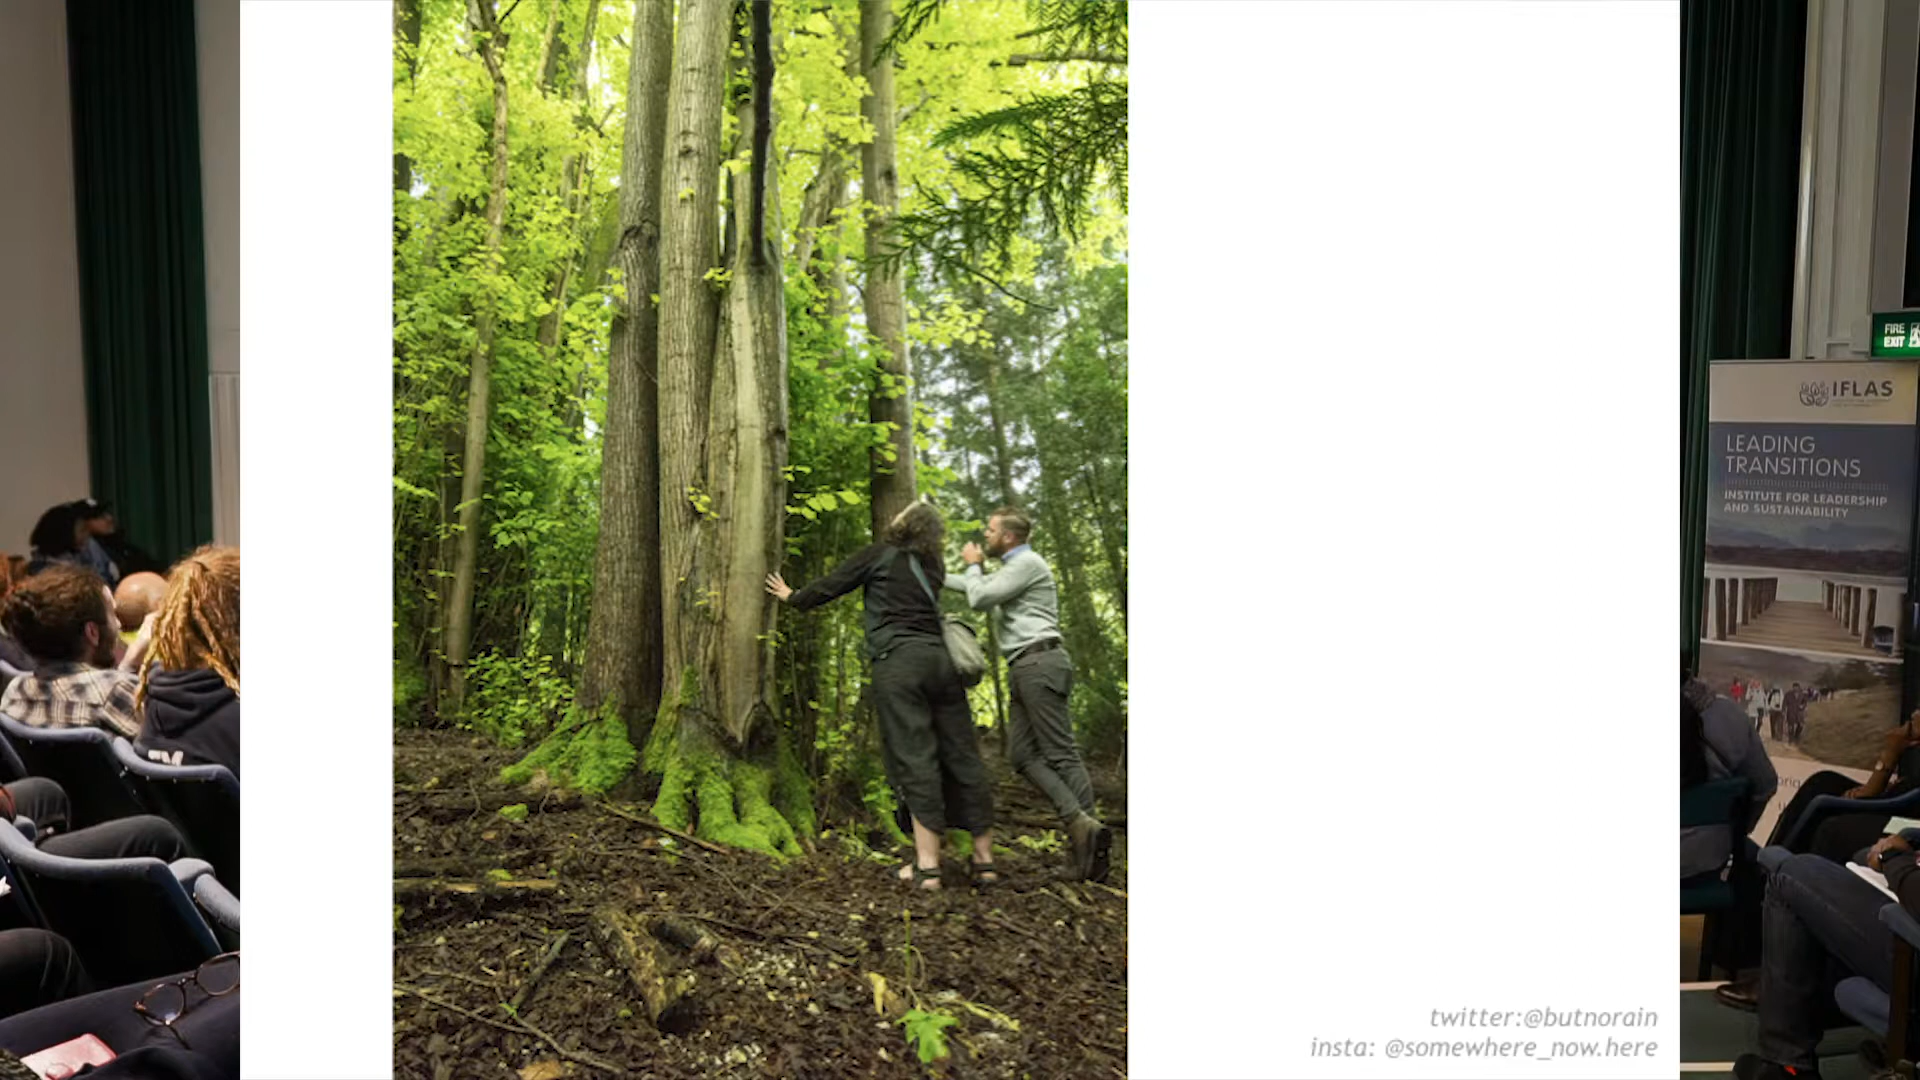 FIRE
EXIT
IFLAS
LEADING
TRANSITIONS
INSTITUTE FOR LEADERSHIP
AND SUSTAINABILITY
twitter:@butnorain
insta: @somewhere_now.here